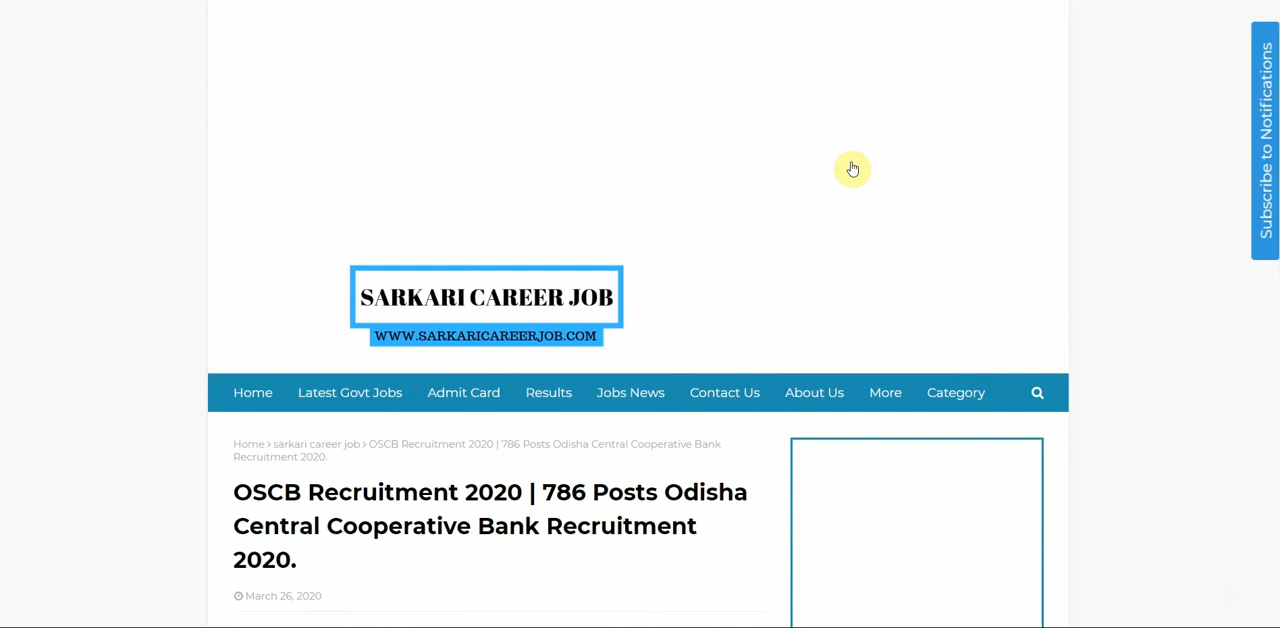 Subscribe to Notifications
SARKARI CAREER JOB
WWW.SARKARICAREERJOB.COM
Home Latest Govt Jobs Admit Card Results Jobs News Contact Us About Us More Category
Home > sarkari career job > OSCB Recruitment 2020 | 786 Posts Odisha Central Cooperative Bank
Recruitment 2020.
OSCB Recruitment 2020 | 786 Posts Odisha
Central Cooperative Bank Recruitment
2020.
March 26, 2020